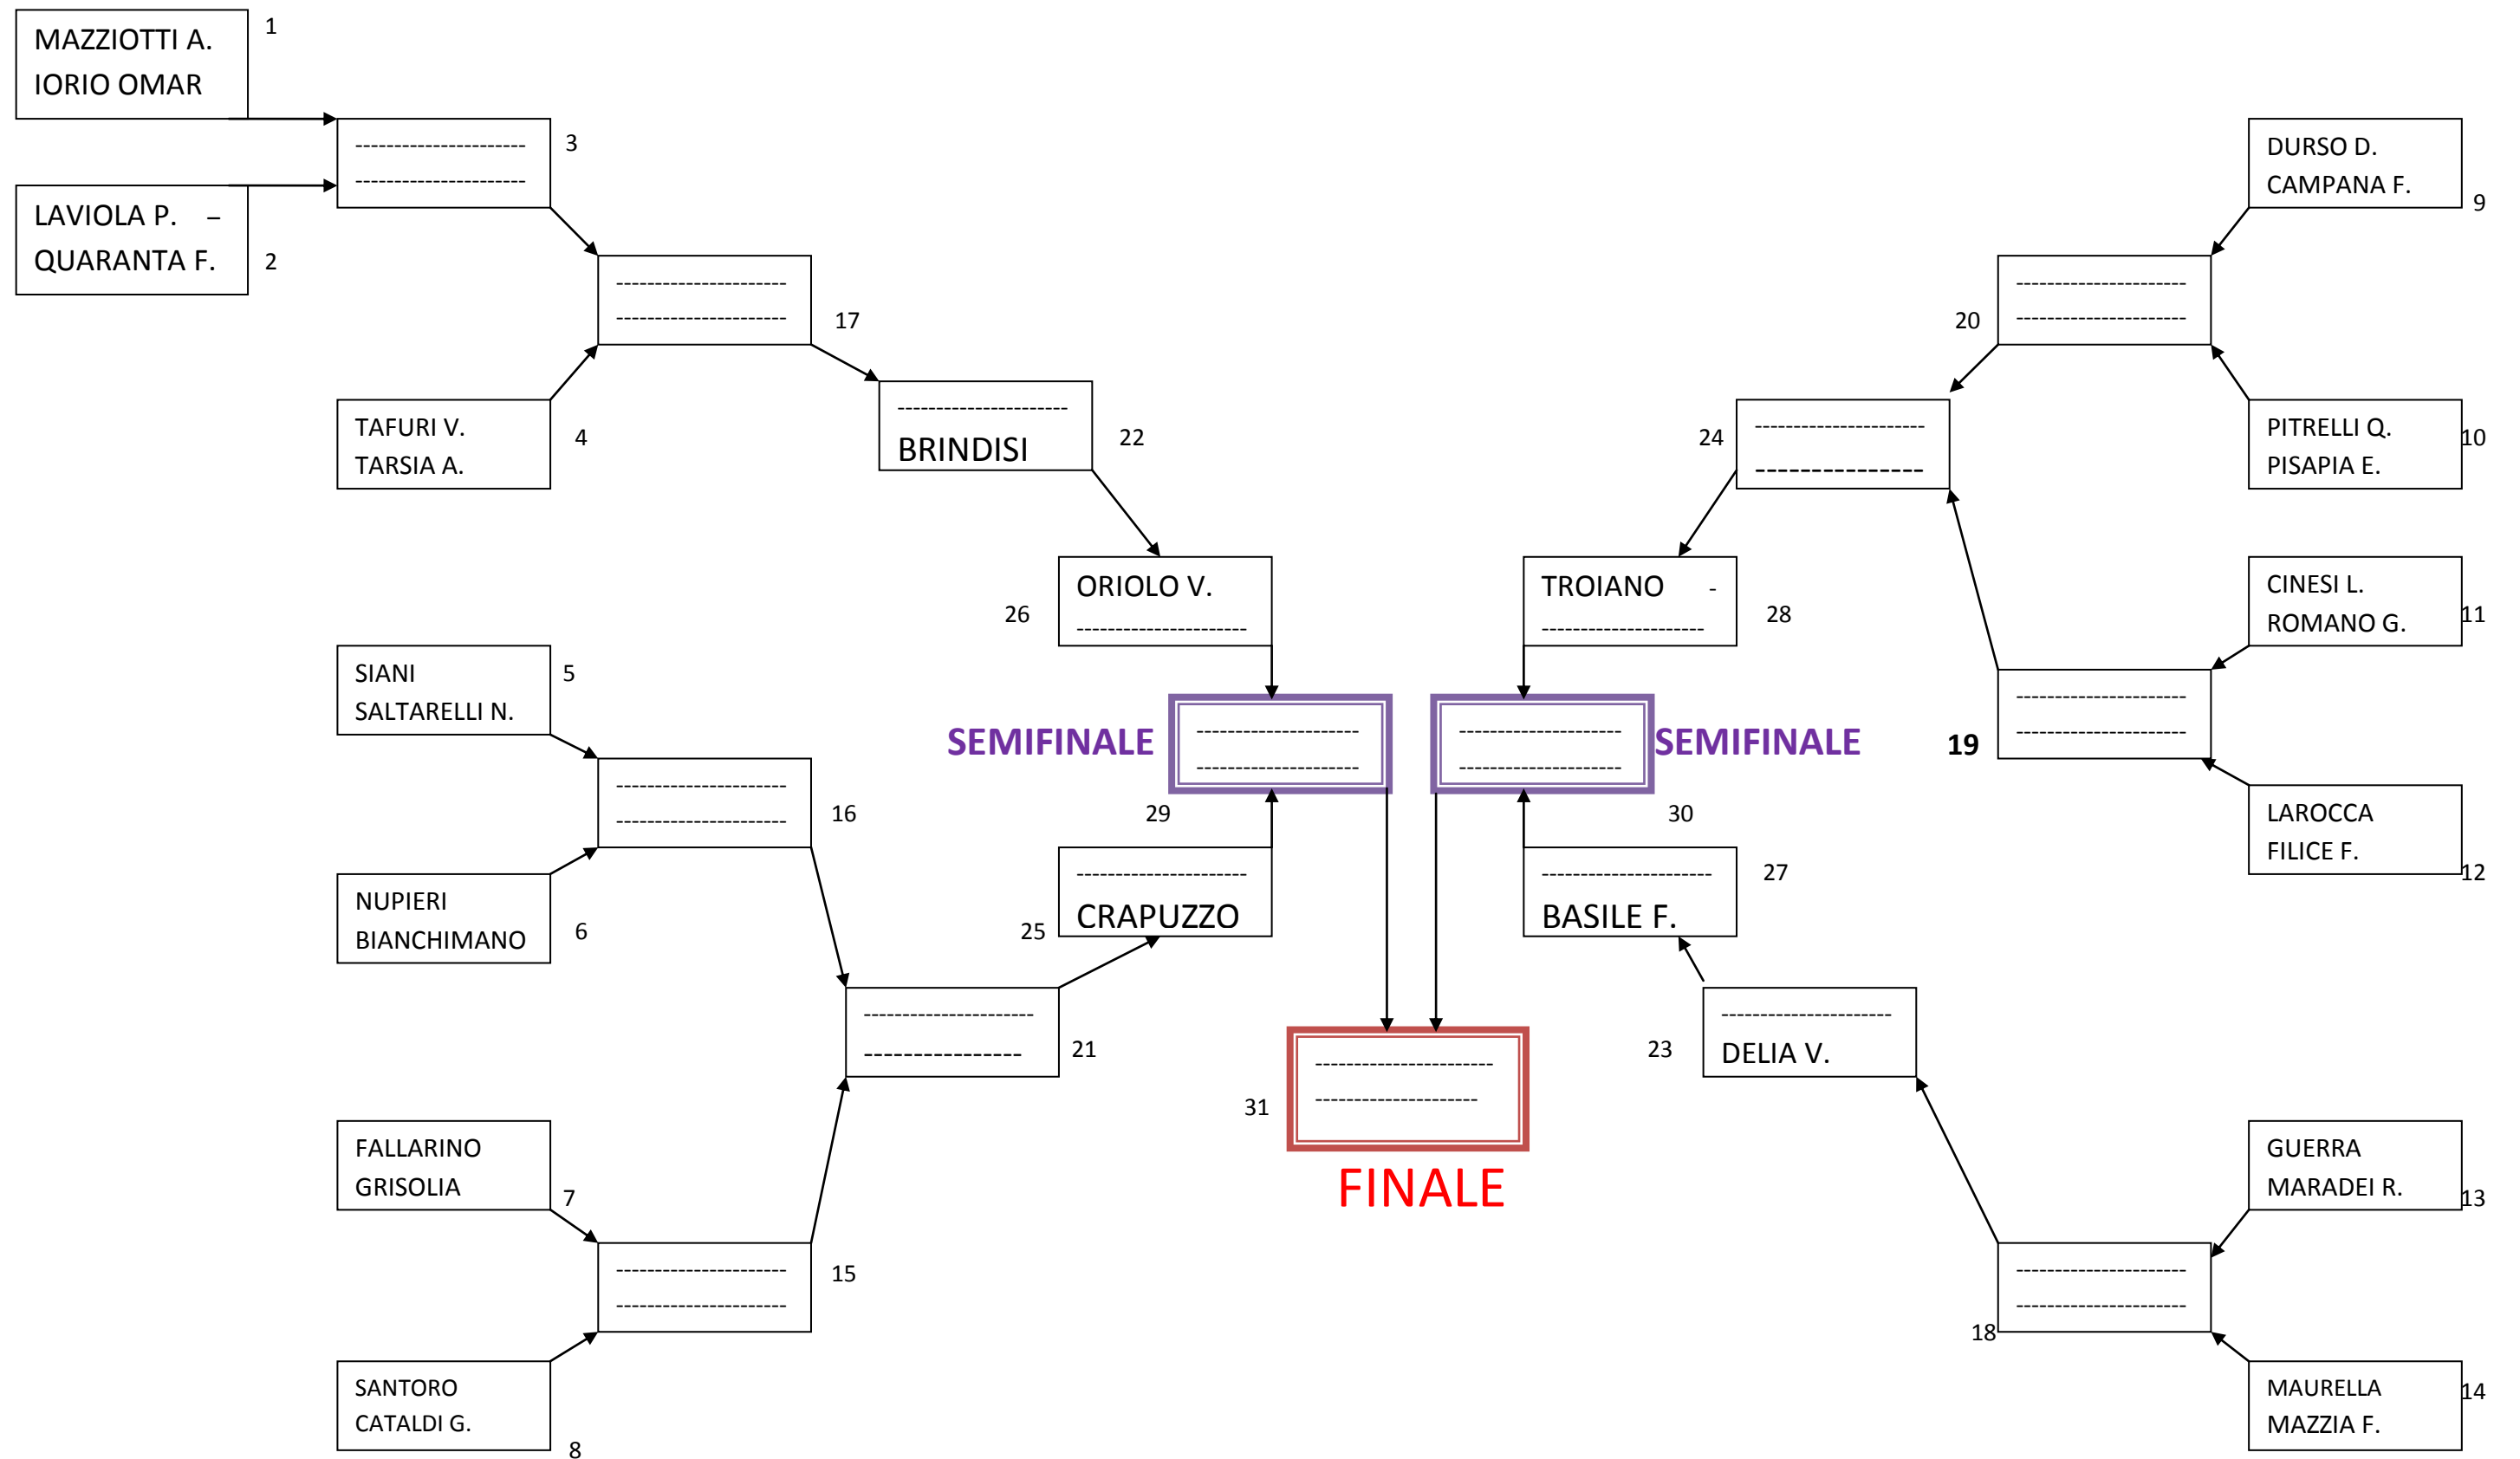 MAZZIOTTI A.
IORIO OMAR
1
LAVIOLA P. –
QUARANTA F.
2
----------------------
----------------------
3
----------------------
----------------------
17
TAFURI V.
TARSIA A.
4
----------------------
BRINDISI
22
ORIOLO V.
----------------------
26
SIANI
SALTARELLI N.
5
----------------------
----------------------
16
NUPIERI
BIANCHIMANO
6
SEMIFINALE
---------------------
---------------------
29
----------------------
CRAPUZZO
25
----------------------
----------------
21
FALLARINO
GRISOLIA
7
----------------------
----------------------
15
SANTORO
CATALDI G.
8
DURSO D.
CAMPANA F.
9
----------------------
----------------------
20
PITRELLI Q.
PISAPIA E.
10
----------------------
---------------
24
TROIANO -
---------------------
28
CINESI L.
ROMANO G.
11
----------------------
----------------------
19
LAROCCA
FILICE F.
12
---------------------
---------------------
SEMIFINALE
30
----------------------
BASILE F.
27
----------------------
DELIA V.
23
GUERRA
MARADEI R.
13
----------------------
----------------------
18
MAURELLA
MAZZIA F.
14
-----------------------
---------------------
31
FINALE